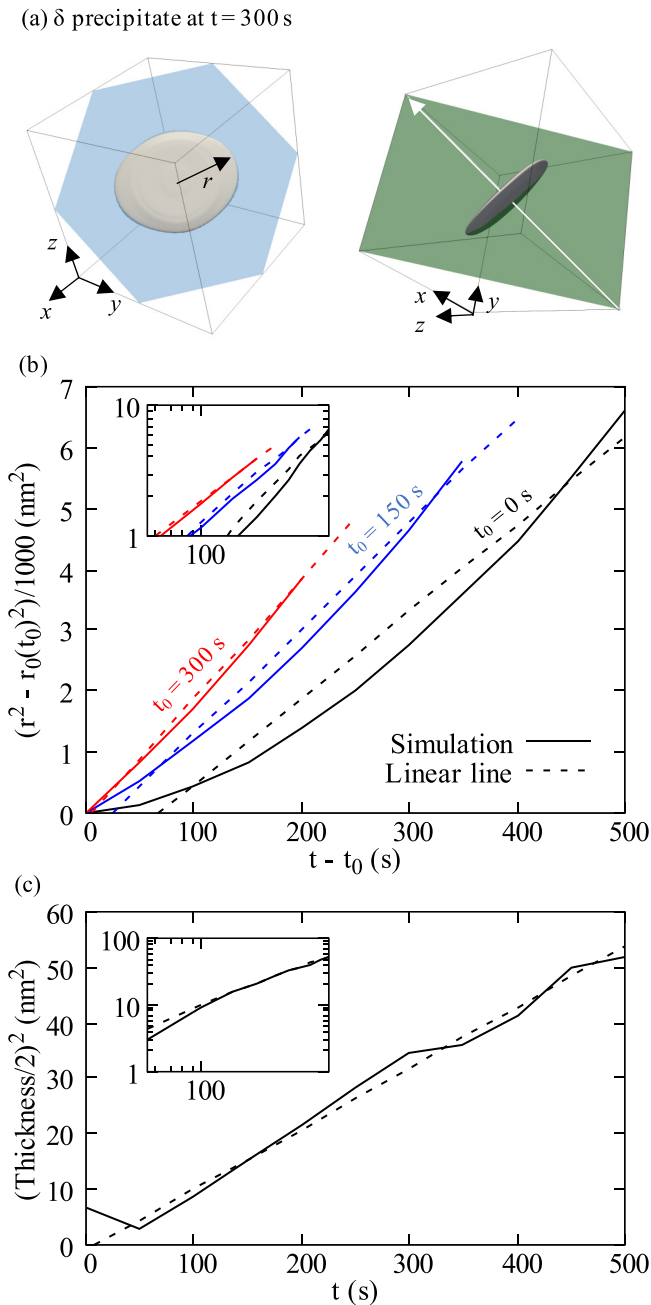 (a) δ precipitate at t = 300 s
r
z
x
y
x
z
y
(b)
(r² - r₀(t₀)²)/1000 (nm²)
7
6
5
4
3
2
1
0
10
1
100
t₀ = 300 s
t₀ = 150 s
t₀ = 0 s
Simulation
Linear line
0 100 200 300 400 500
t - t₀ (s)
(c)
(Thickness/2)² (nm²)
60
50
40
30
20
10
0
100
10
1
100
0 100 200 300 400 500
t (s)